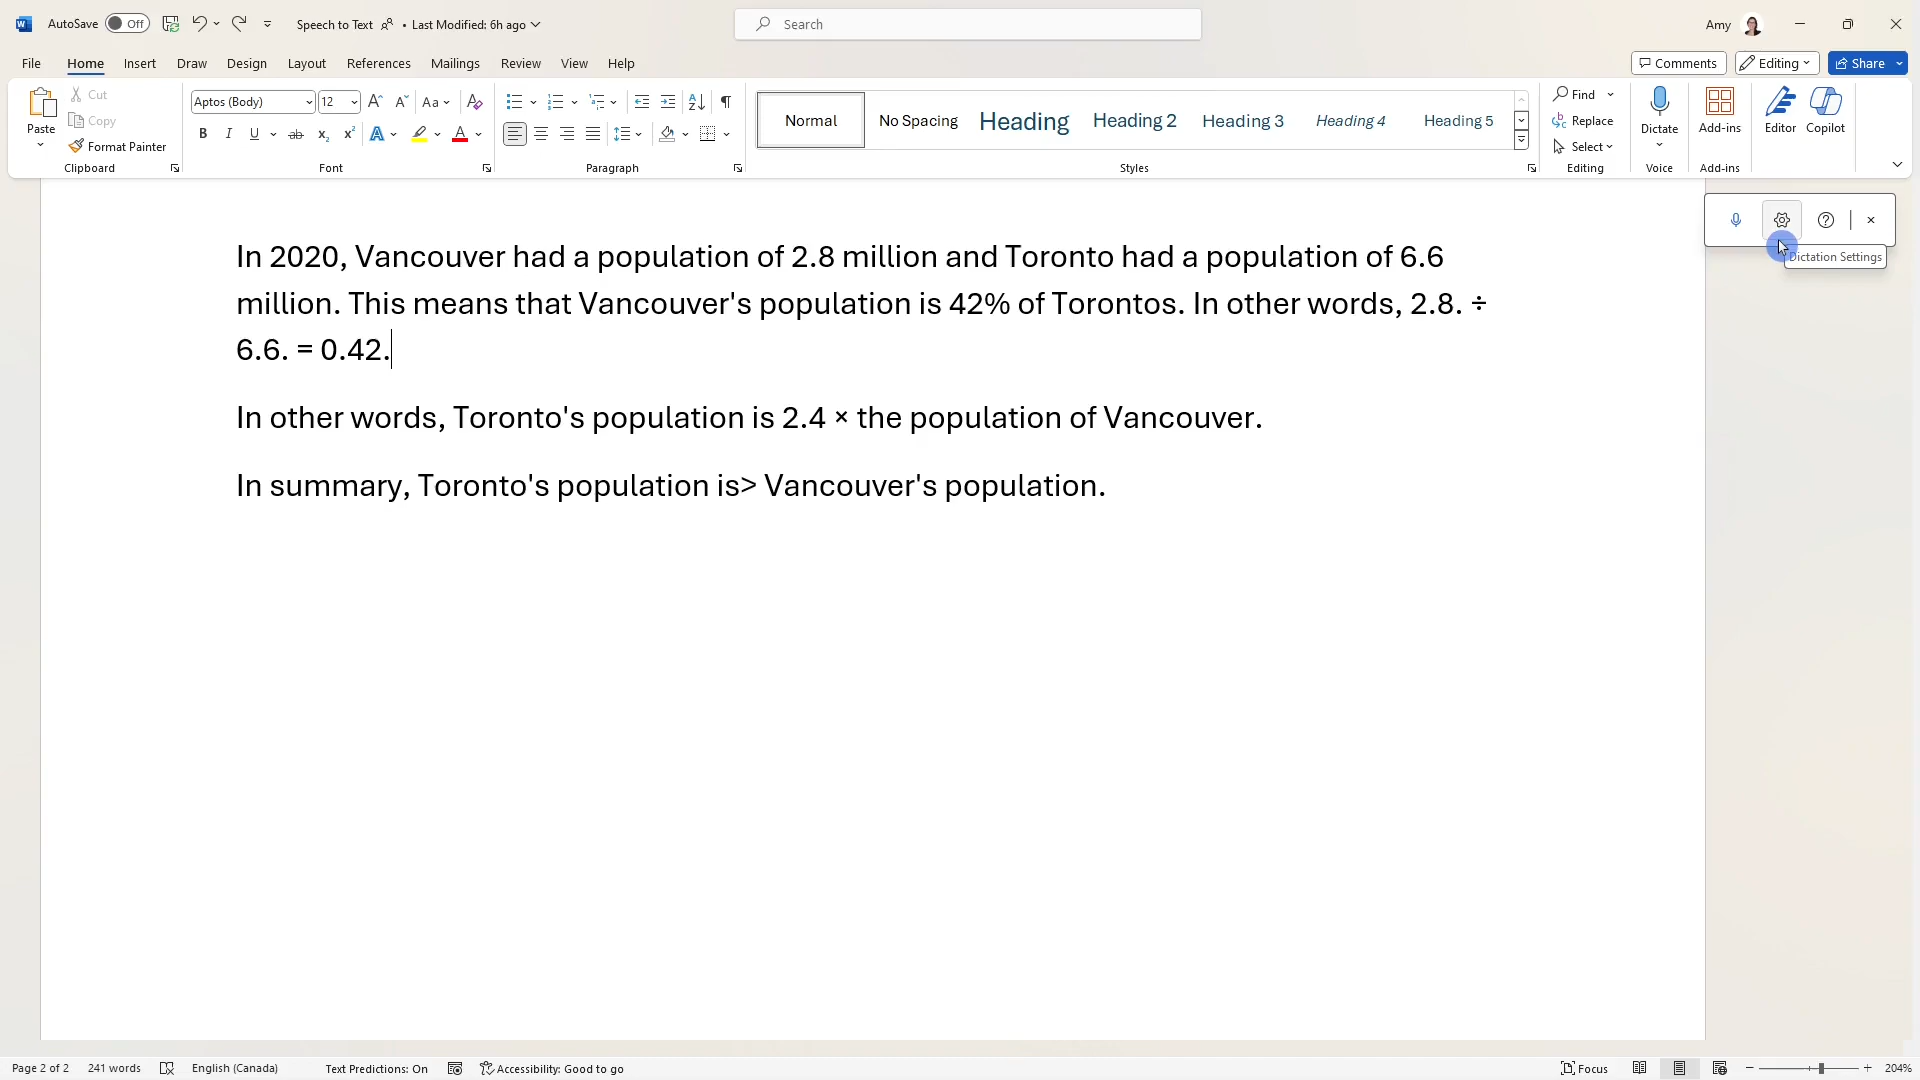 AutoSave Off Speech to Text • Last Modified: 6h ago Search Amy
File Home Insert Draw Design Layout References Mailings Review View Help Comments Editing Share
Paste Cut Copy Format Painter Clipboard
Aptos (Body) 12 Aa
B I U ab x₂ x² A A Font
Paragraph
Normal No Spacing Heading Heading 2 Heading 3 Heading 4 Heading 5 Styles
Find Replace Select Editing
Dictate Voice
Add-ins Add-ins
Editor Copilot
Dictation Settings
In 2020, Vancouver had a population of 2.8 million and Toronto had a population of 6.6
million. This means that Vancouver's population is 42% of Torontos. In other words, 2.8. ÷
6.6. = 0.42.
In other words, Toronto's population is 2.4 × the population of Vancouver.
In summary, Toronto's population is> Vancouver's population.
Page 2 of 2 241 words English (Canada) Text Predictions: On Accessibility: Good to go Focus 204%